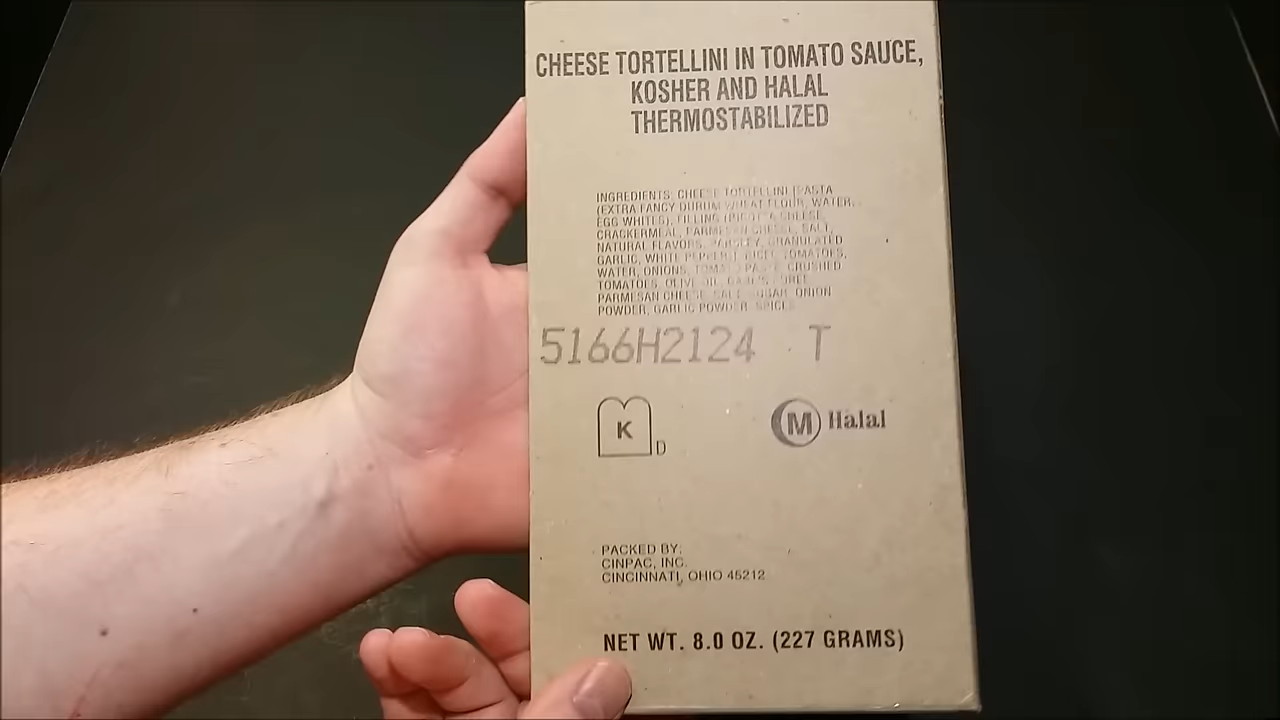 CHEESE TORTELLINI IN TOMATO SAUCE,
KOSHER AND HALAL
THERMOSTABILIZED
INGREDIENTS: CHEESE TORTELLINI [PASTA
(EXTRA FANCY DURUM WHEAT FLOUR, WATER,
EGG WHITES), FILLING (RICOTTA CHEESE,
CRACKERMEAL, PARMESAN CHEESE, SALT,
NATURAL FLAVORS, PARSLEY, GRANULATED
GARLIC, WHITE TOMATOES,
WATER, ONIONS, TOMATO PASTE, CRUSHED
TOMATOES, OLIVE OIL,
PARMESAN CHEESE, SALT, SUGAR, ONION
POWDER, GARLIC POWDER, SPICES
5166H2124 T
K D
M Halal
PACKED BY:
CINPAC, INC.
CINCINNATI, OHIO 45212
NET WT. 8.0 OZ. (227 GRAMS)